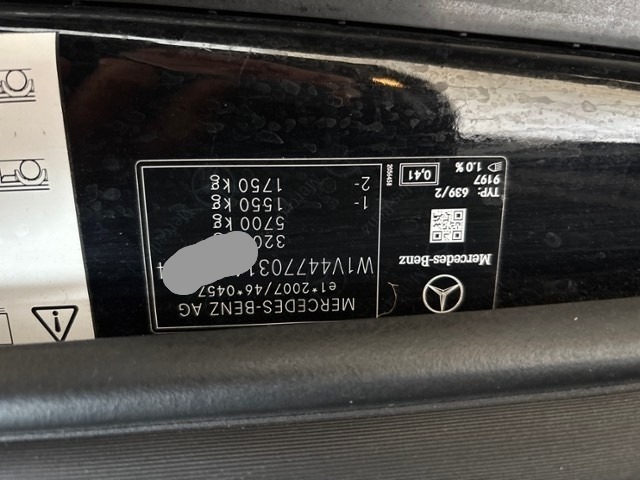 MERCEDES-BENZ AG
e1*2007/46*0457
W1V4477031
320
5700 kg
1- 1550 kg
2- 1750 kg
Mercedes-Benz
TYP: 639/2
9197
1.0%
0,41